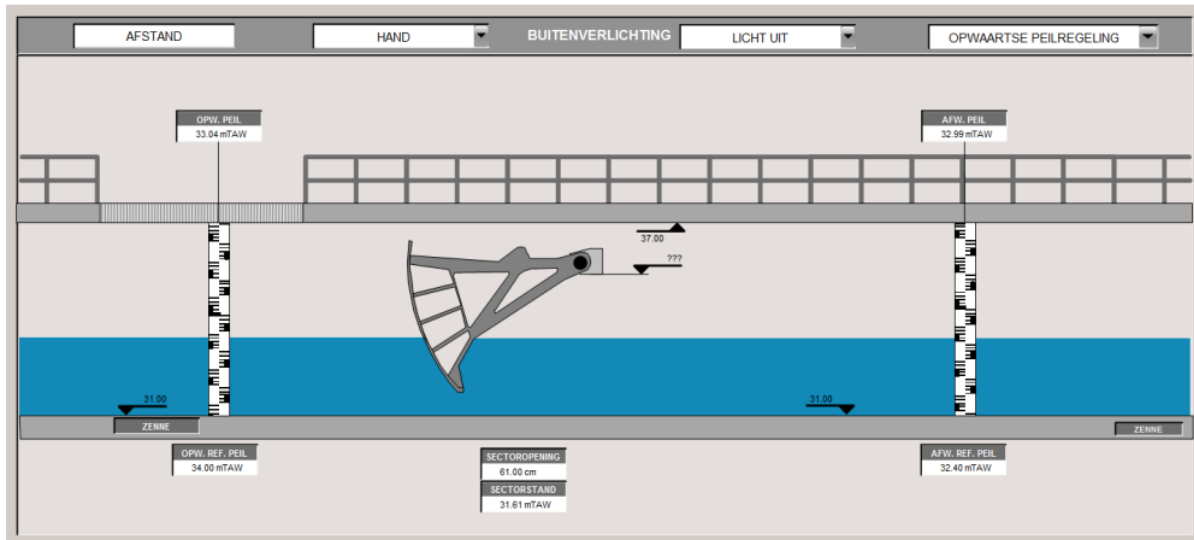 AFSTAND
HAND
BUITENVERLICHTING
LICHT UIT
OPWAARTSE PEILREGELING
OPW. PEIL
33.04 mTAW
AFW. PEIL
32.99 mTAW
37.00
???
31.00
31.00
ZENNE
ZENNE
OPW. REF. PEIL
34.00 mTAW
SECTOROPENING
61.00 cm
SECTORSTAND
31.61 mTAW
AFW. REF. PEIL
32.40 mTAW